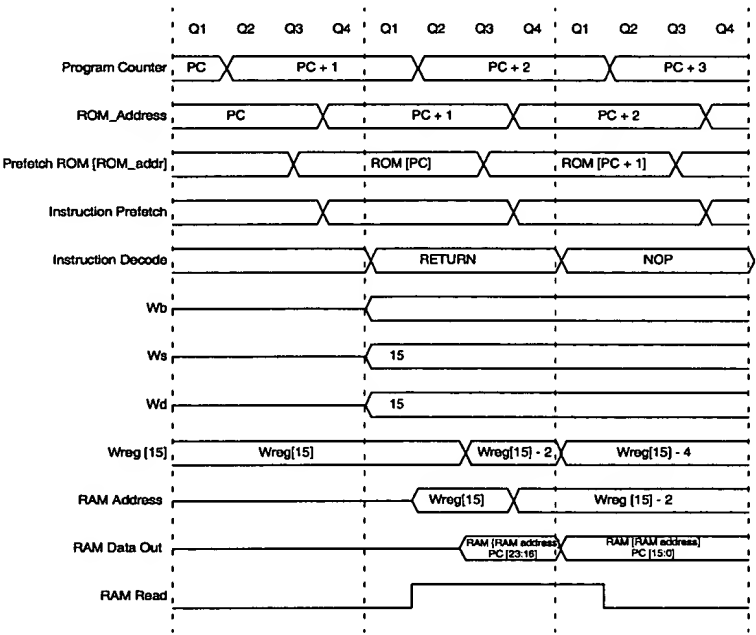 Q1 Q2 Q3 Q4 Q1 Q2 Q3 Q4 Q1 Q2 Q3 Q4
Program Counter PC PC + 1 PC + 2 PC + 3
ROM_Address PC PC + 1 PC + 2
Prefetch ROM [ROM_addr] ROM [PC] ROM [PC + 1]
Instruction Prefetch
Instruction Decode RETURN NOP
Wb
Ws 15
Wd 15
Wreg [15] Wreg[15] Wreg[15] - 2 Wreg[15] - 4
RAM Address Wreg[15] Wreg [15] - 2
RAM Data Out RAM [RAM address] PC [23:16] RAM [RAM address] PC [15:0]
RAM Read